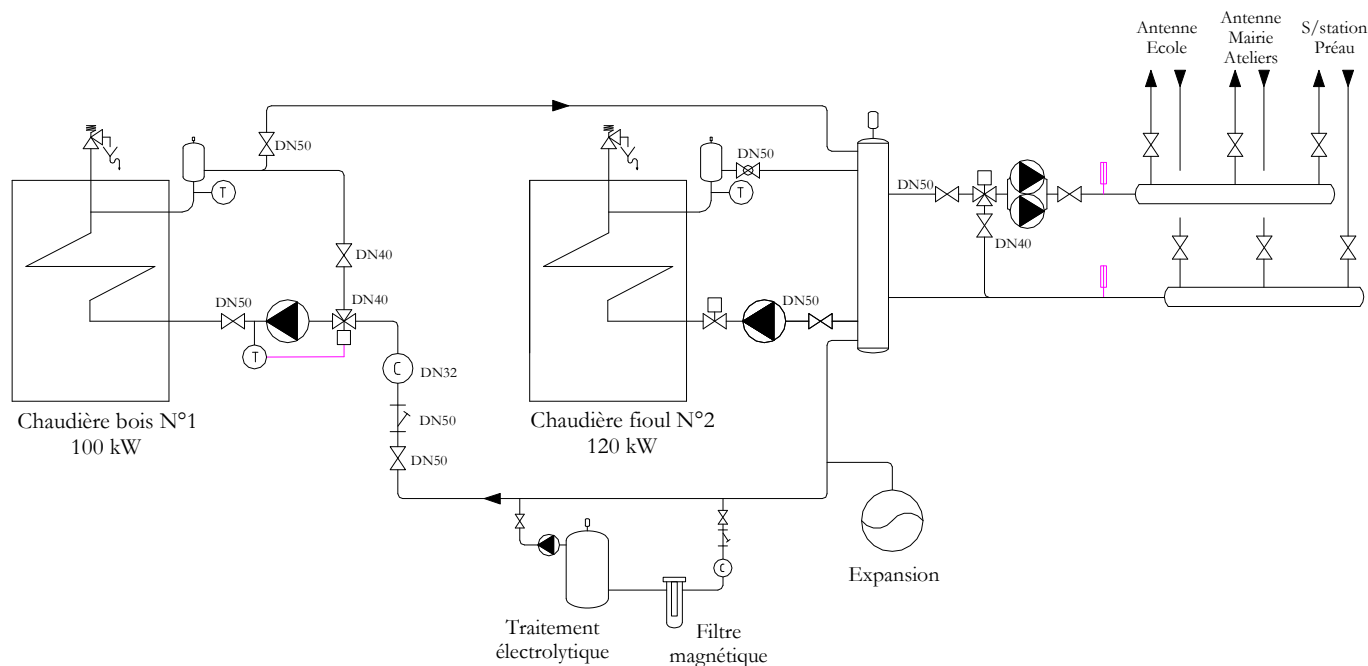 Antenne
Ecole
Antenne
Mairie
Ateliers
S/station
Préau
DN50
DN50
T
T
DN50
DN40
DN40
DN50
DN40
DN50
T
C
DN32
DN50
DN50
Chaudière bois N°1
100 kW
Chaudière fioul N°2
120 kW
C
Expansion
Traitement
électrolytique
Filtre
magnétique